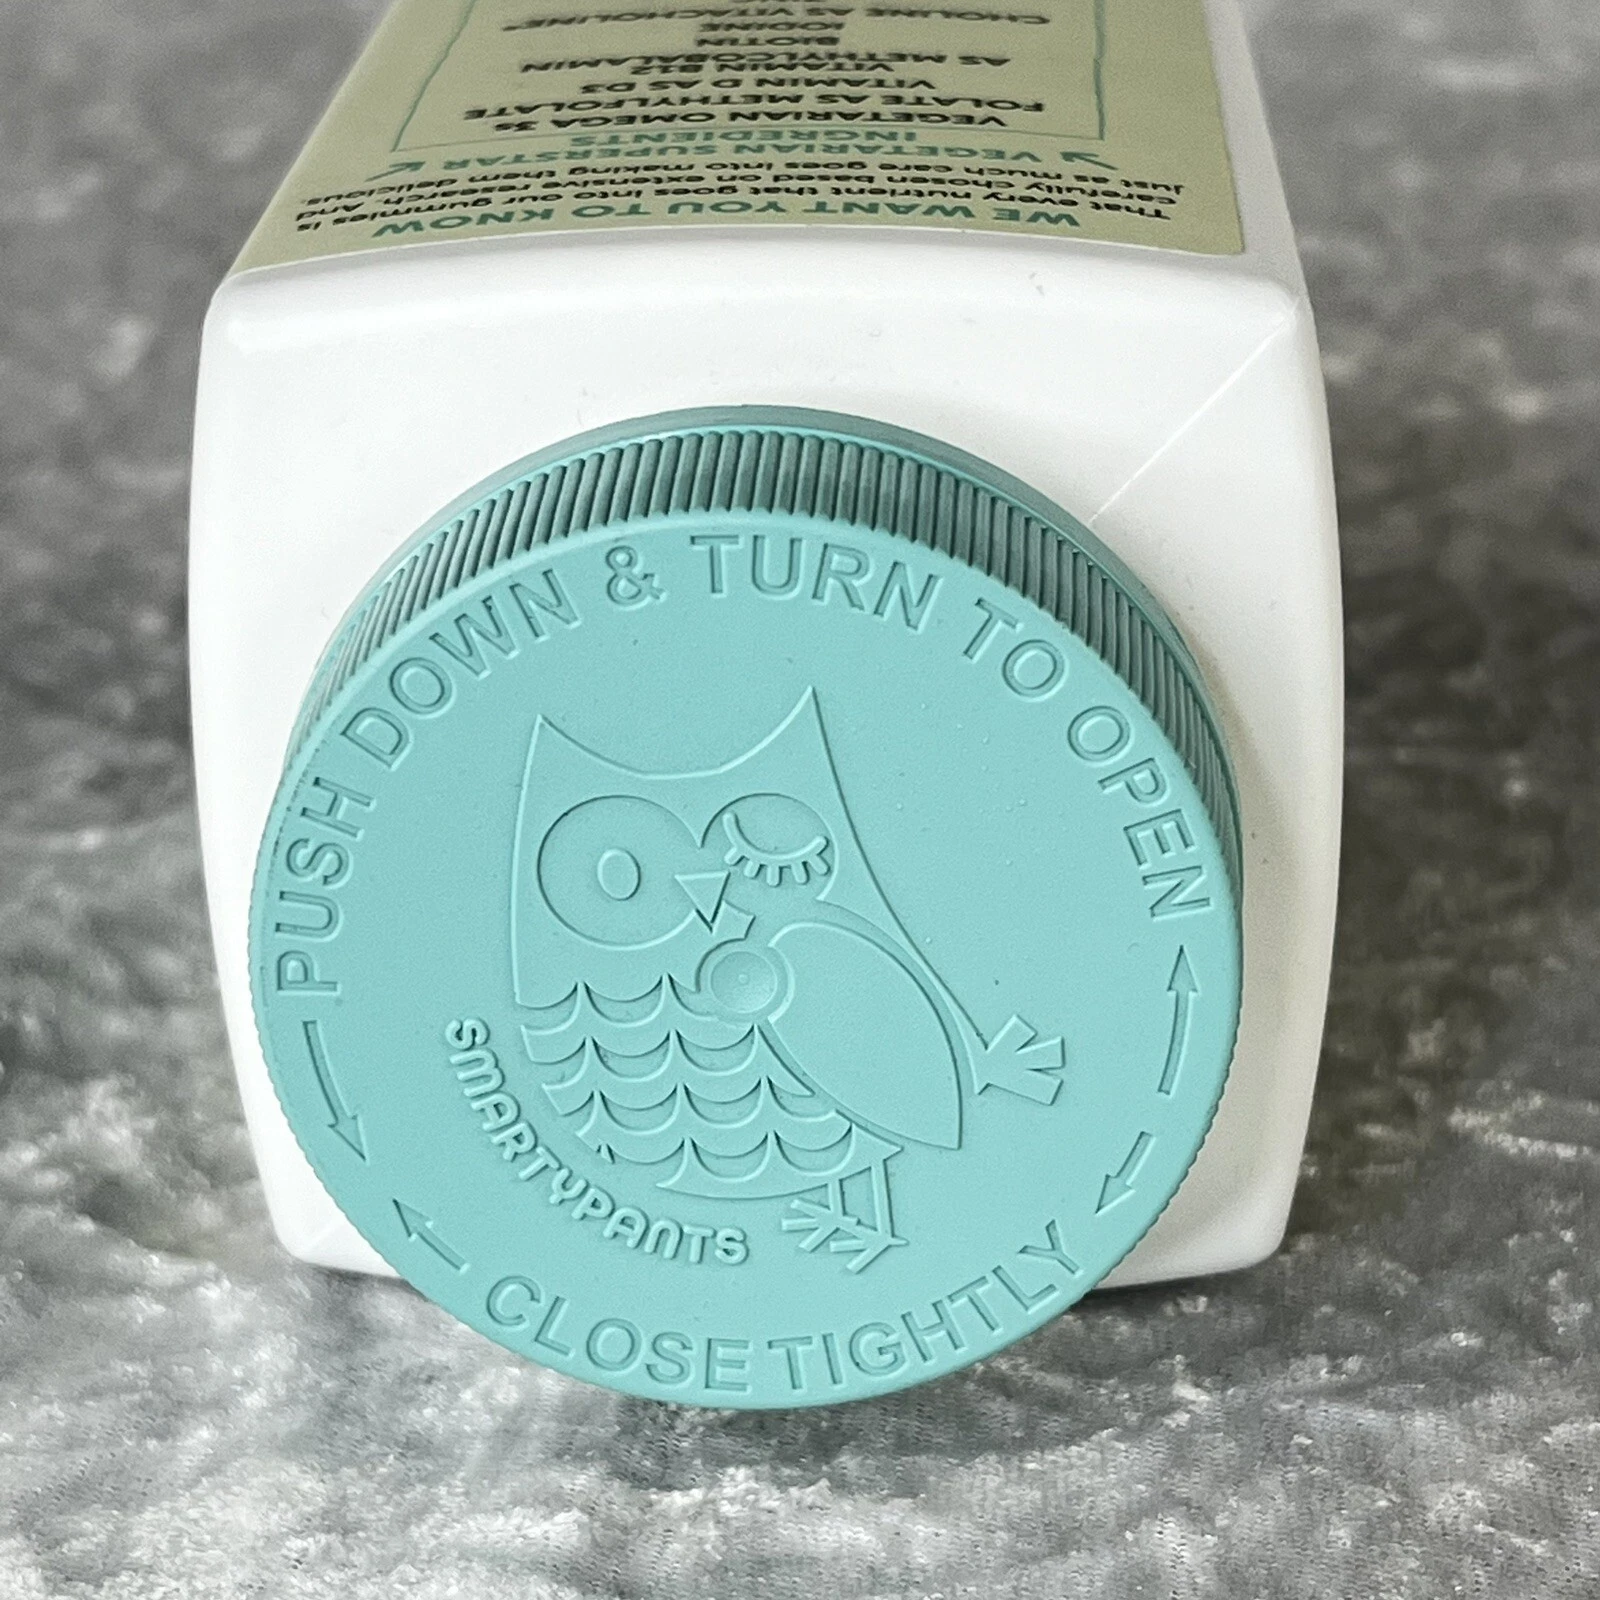 PUSH DOWN & TURN TO OPEN
SMARTYPANTS
CLOSE TIGHTLY
WE WANT YOU TO KNOW
That every nutrient that goes into our gummies is
carefully chosen based on extensive research. And
just as much care goes into making them delicious.
VEGETARIAN SUPERSTAR
INGREDIENTS
VEGETARIAN OMEGA 3s
FOLATE AS METHYLFOLATE
VITAMIN D AS D3
VITAMIN B12
AS METHYLCOBALAMIN
BIOTIN
IODINE
CHOLINE AS VITACHOLINE*